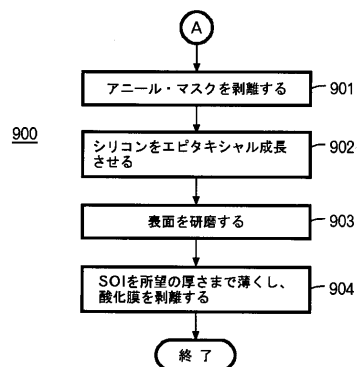 A
アニール・マスクを剥離する
901
900
シリコンをエピタキシャル成長
させる
902
表面を研磨する
903
SOIを所望の厚さまで薄くし、
酸化膜を剥離する
904
終了